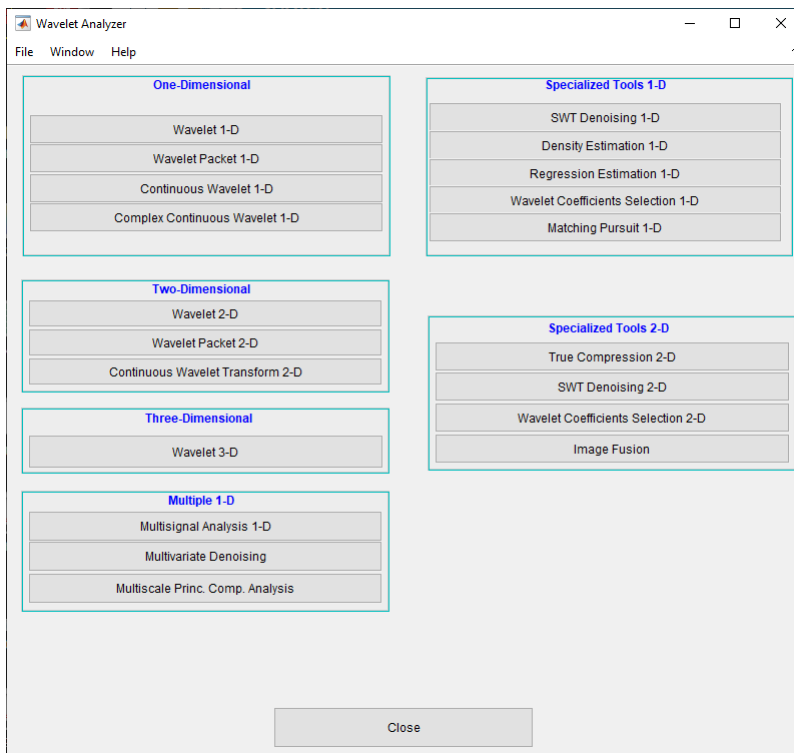 Wavelet Analyzer
File Window Help
One-Dimensional
Wavelet 1-D
Wavelet Packet 1-D
Continuous Wavelet 1-D
Complex Continuous Wavelet 1-D
Two-Dimensional
Wavelet 2-D
Wavelet Packet 2-D
Continuous Wavelet Transform 2-D
Three-Dimensional
Wavelet 3-D
Multiple 1-D
Multisignal Analysis 1-D
Multivariate Denoising
Multiscale Princ. Comp. Analysis
Specialized Tools 1-D
SWT Denoising 1-D
Density Estimation 1-D
Regression Estimation 1-D
Wavelet Coefficients Selection 1-D
Matching Pursuit 1-D
Specialized Tools 2-D
True Compression 2-D
SWT Denoising 2-D
Wavelet Coefficients Selection 2-D
Image Fusion
Close